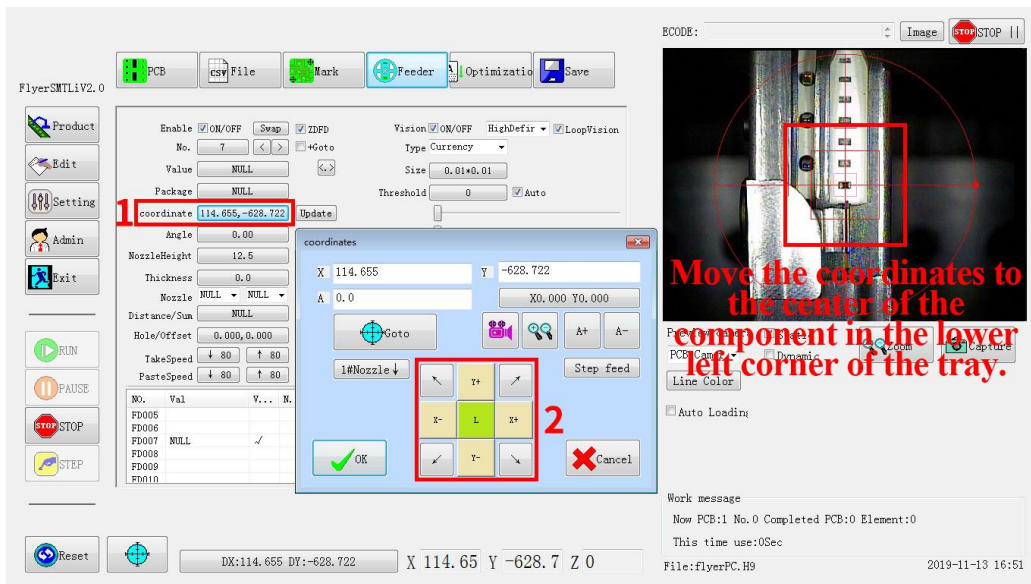 ECODE:
Image
STOP
STOP ||
PCB
CSV
File
Mark
Feeder
Optimizatio
Save
FlyerSMTLiV2.0
Product
Edit
Setting
Admin
Exit
RUN
PAUSE
STOP
STOP
STEP
Reset
Enable ON/OFF Swap ZDFD Vision ON/OFF HighDefir LoopVision
No. 7 < > +Goto Type Currency
Value NULL <.> Size 0.01*0.01
Package NULL Threshold 0 Auto
1
coordinate 114.655,-628.722 Update
Angle 0.00
NozzleHeight 12.5
Thickness 0.0
Nozzle NULL NULL
Distance/Sum NULL
Hole/Offset 0.000,0.000
TakeSpeed ↓ 80 ↑ 80
PasteSpeed ↓ 80 ↑ 80
NO. Val V... N.
FD005
FD006
FD007 NULL √
FD008
FD009
FD010
coordinates
X 114.655 Y -628.722
A 0.0 X0.000 Y0.000
Goto A+ A-
1#Nozzle↓ Step feed
↖ Y+ ↗
X- L X+
↙ Y- ↘
2
OK
Cancel
Move the coordinates to
the center of the
component in the lower
left corner of the tray.
Zoom
Capture
Dynamic
Line Color
Auto Loading
Work message
Now PCB:1 No.0 Completed PCB:0 Element:0
This time use:0Sec
DX:114.655 DY:-628.722
X 114.65 Y -628.7 Z 0
File:flyerPC.H9
2019-11-13 16:51